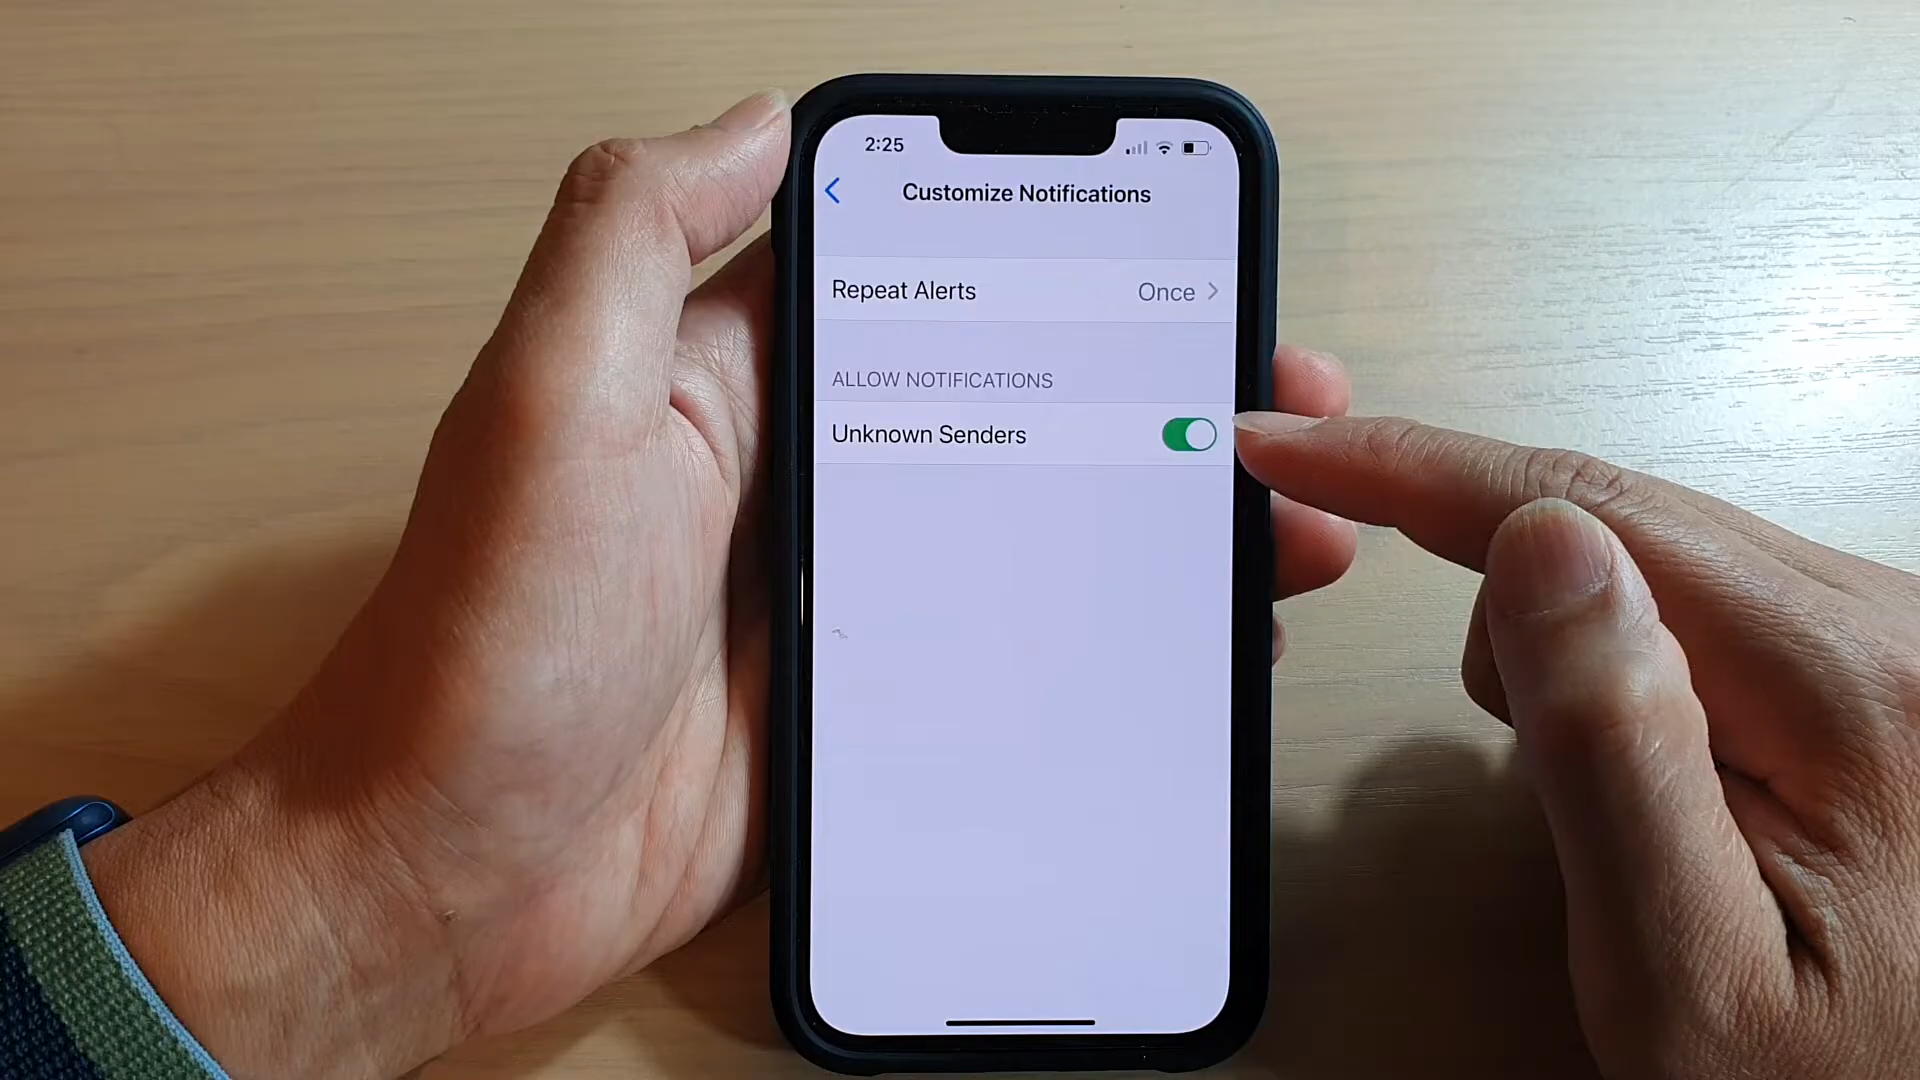 2:25
Customize Notifications
Repeat Alerts Once
ALLOW NOTIFICATIONS
Unknown Senders